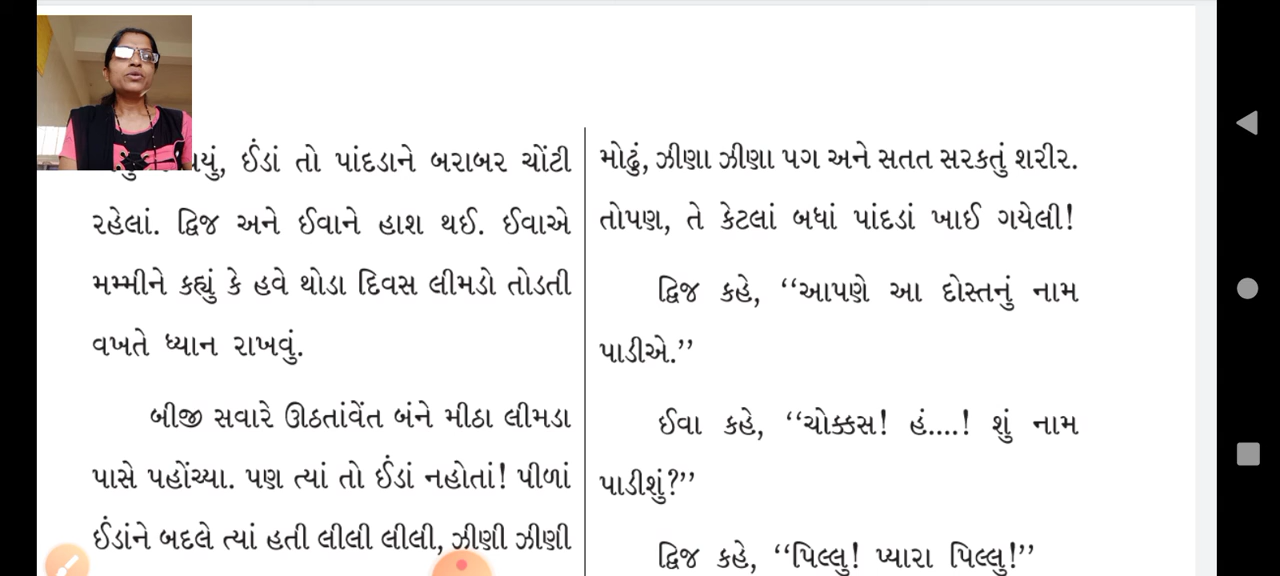 ઈંડાં તો પાંદડાને બરાબર ચોંટી
રહેલાં. દ્વિજ અને ઈવાને હાશ થઈ. ઈવાએ
મમ્મીને કહ્યું કે હવે થોડા દિવસ લીમડો તોડતી
વખતે ધ્યાન રાખવું.
બીજી સવારે ઊઠતાંવેંત બંને મીઠા લીમડા
પાસે પહોંચ્યા. પણ ત્યાં તો ઈંડાં નહોતાં! પીળાં
ઈંડાંને બદલે ત્યાં હતી લીલી લીલી, ઝીણી ઝીણી
મોઢું, ઝીણા ઝીણા પગ અને સતત સરકતું શરીર.
તોપણ, તે કેટલાં બધાં પાંદડાં ખાઈ ગયેલી!
દ્વિજ કહે, “આપણે આ દોસ્તનું નામ
પાડીએ.”
ઈવા કહે, “ચોક્કસ! હં....! શું નામ
પાડીશું?”
દ્વિજ કહે, “પિલ્લુ! પ્યારા પિલ્લુ!”